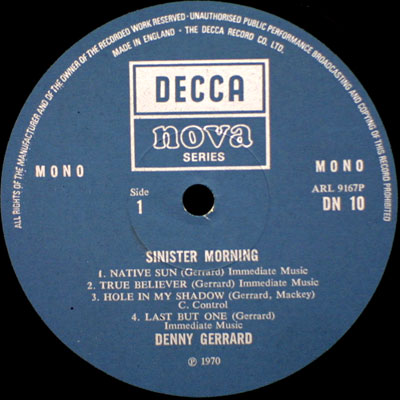 ALL RIGHTS OF THE MANUFACTURER AND OF THE OWNER OF THE RECORDED WORK RESERVED · UNAUTHORISED PUBLIC PERFORMANCE BROADCASTING AND COPYING OF THIS RECORD PROHIBITED
MADE IN ENGLAND · THE DECCA RECORD CO. LTD.
DECCA
nova
SERIES
MONO
MONO
Side
1
ARL 9167P
DN 10
SINISTER MORNING
1. NATIVE SUN (Gerrard) Immediate Music
2. TRUE BELIEVER (Gerrard) Immediate Music
3. HOLE IN MY SHADOW (Gerrard, Mackey)
C. Control
4. LAST BUT ONE (Gerrard)
Immediate Music
DENNY GERRARD
℗ 1970